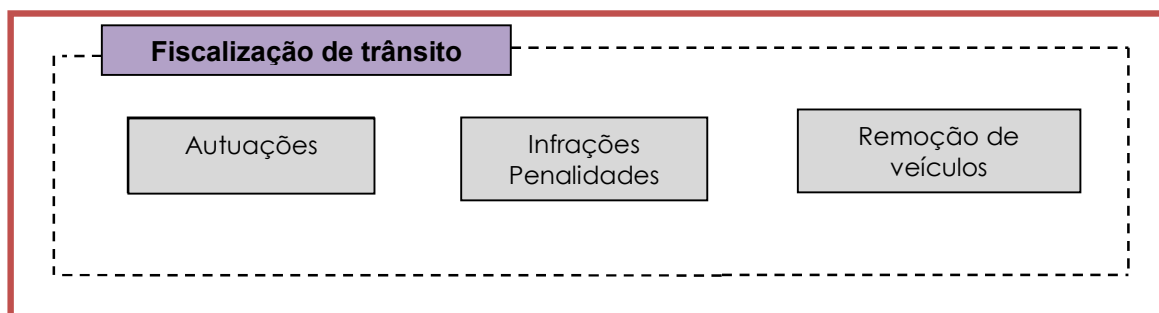 Fiscalização de trânsito
Autuações
Infrações
Penalidades
Remoção de
veículos